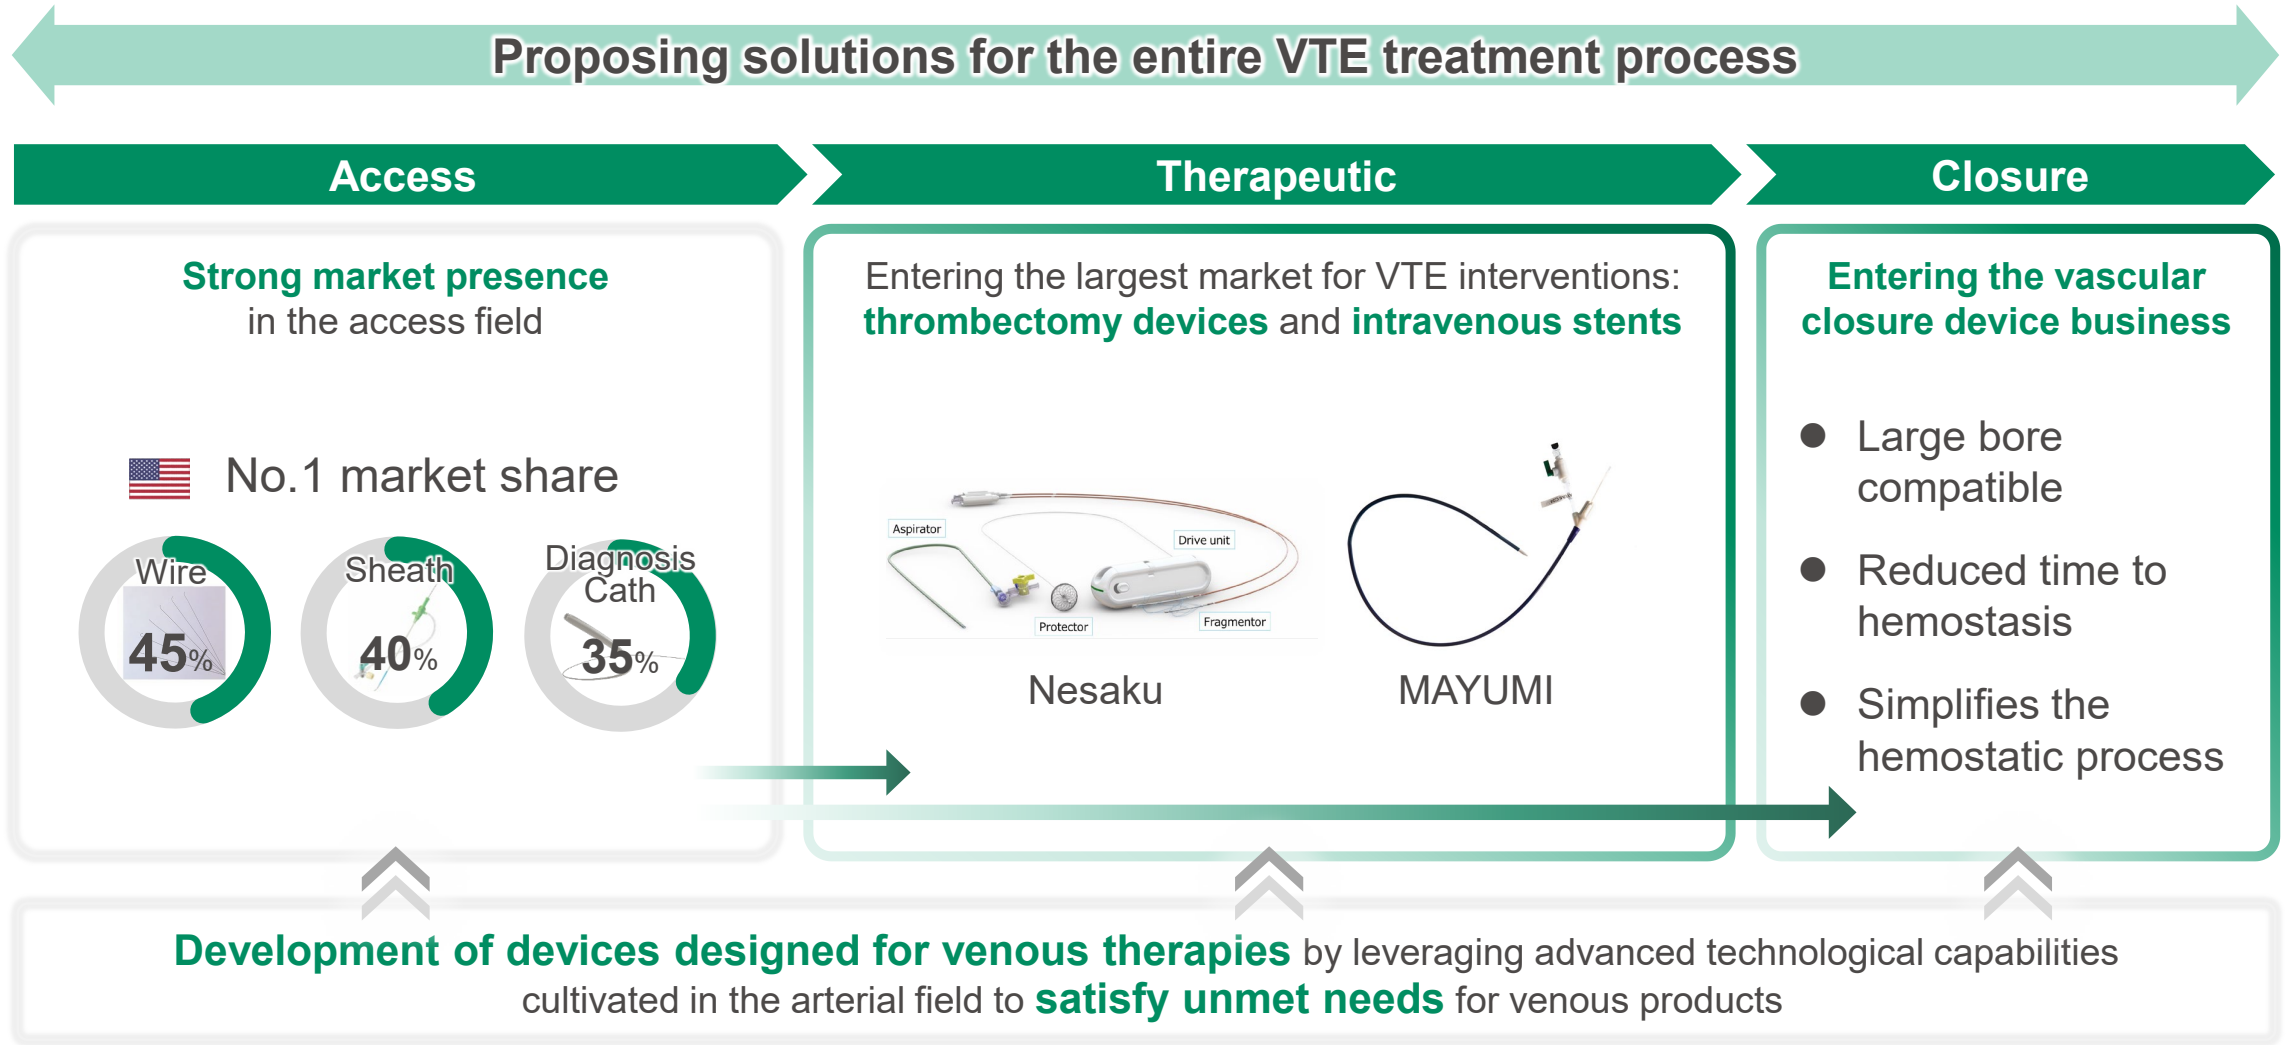 Proposing solutions for the entire VTE treatment process
Access
Therapeutic
Closure
Strong market presence
in the access field
No.1 market share
Wire
45%
Sheath
40%
Diagnosis
Cath
35%
Entering the largest market for VTE interventions:
thrombectomy devices and intravenous stents
Aspirator
Drive unit
Protector
Fragmentor
Nesaku
MAYUMI
Entering the vascular
closure device business
● Large bore
compatible
● Reduced time to
hemostasis
● Simplifies the
hemostatic process
Development of devices designed for venous therapies by leveraging advanced technological capabilities
cultivated in the arterial field to satisfy unmet needs for venous products